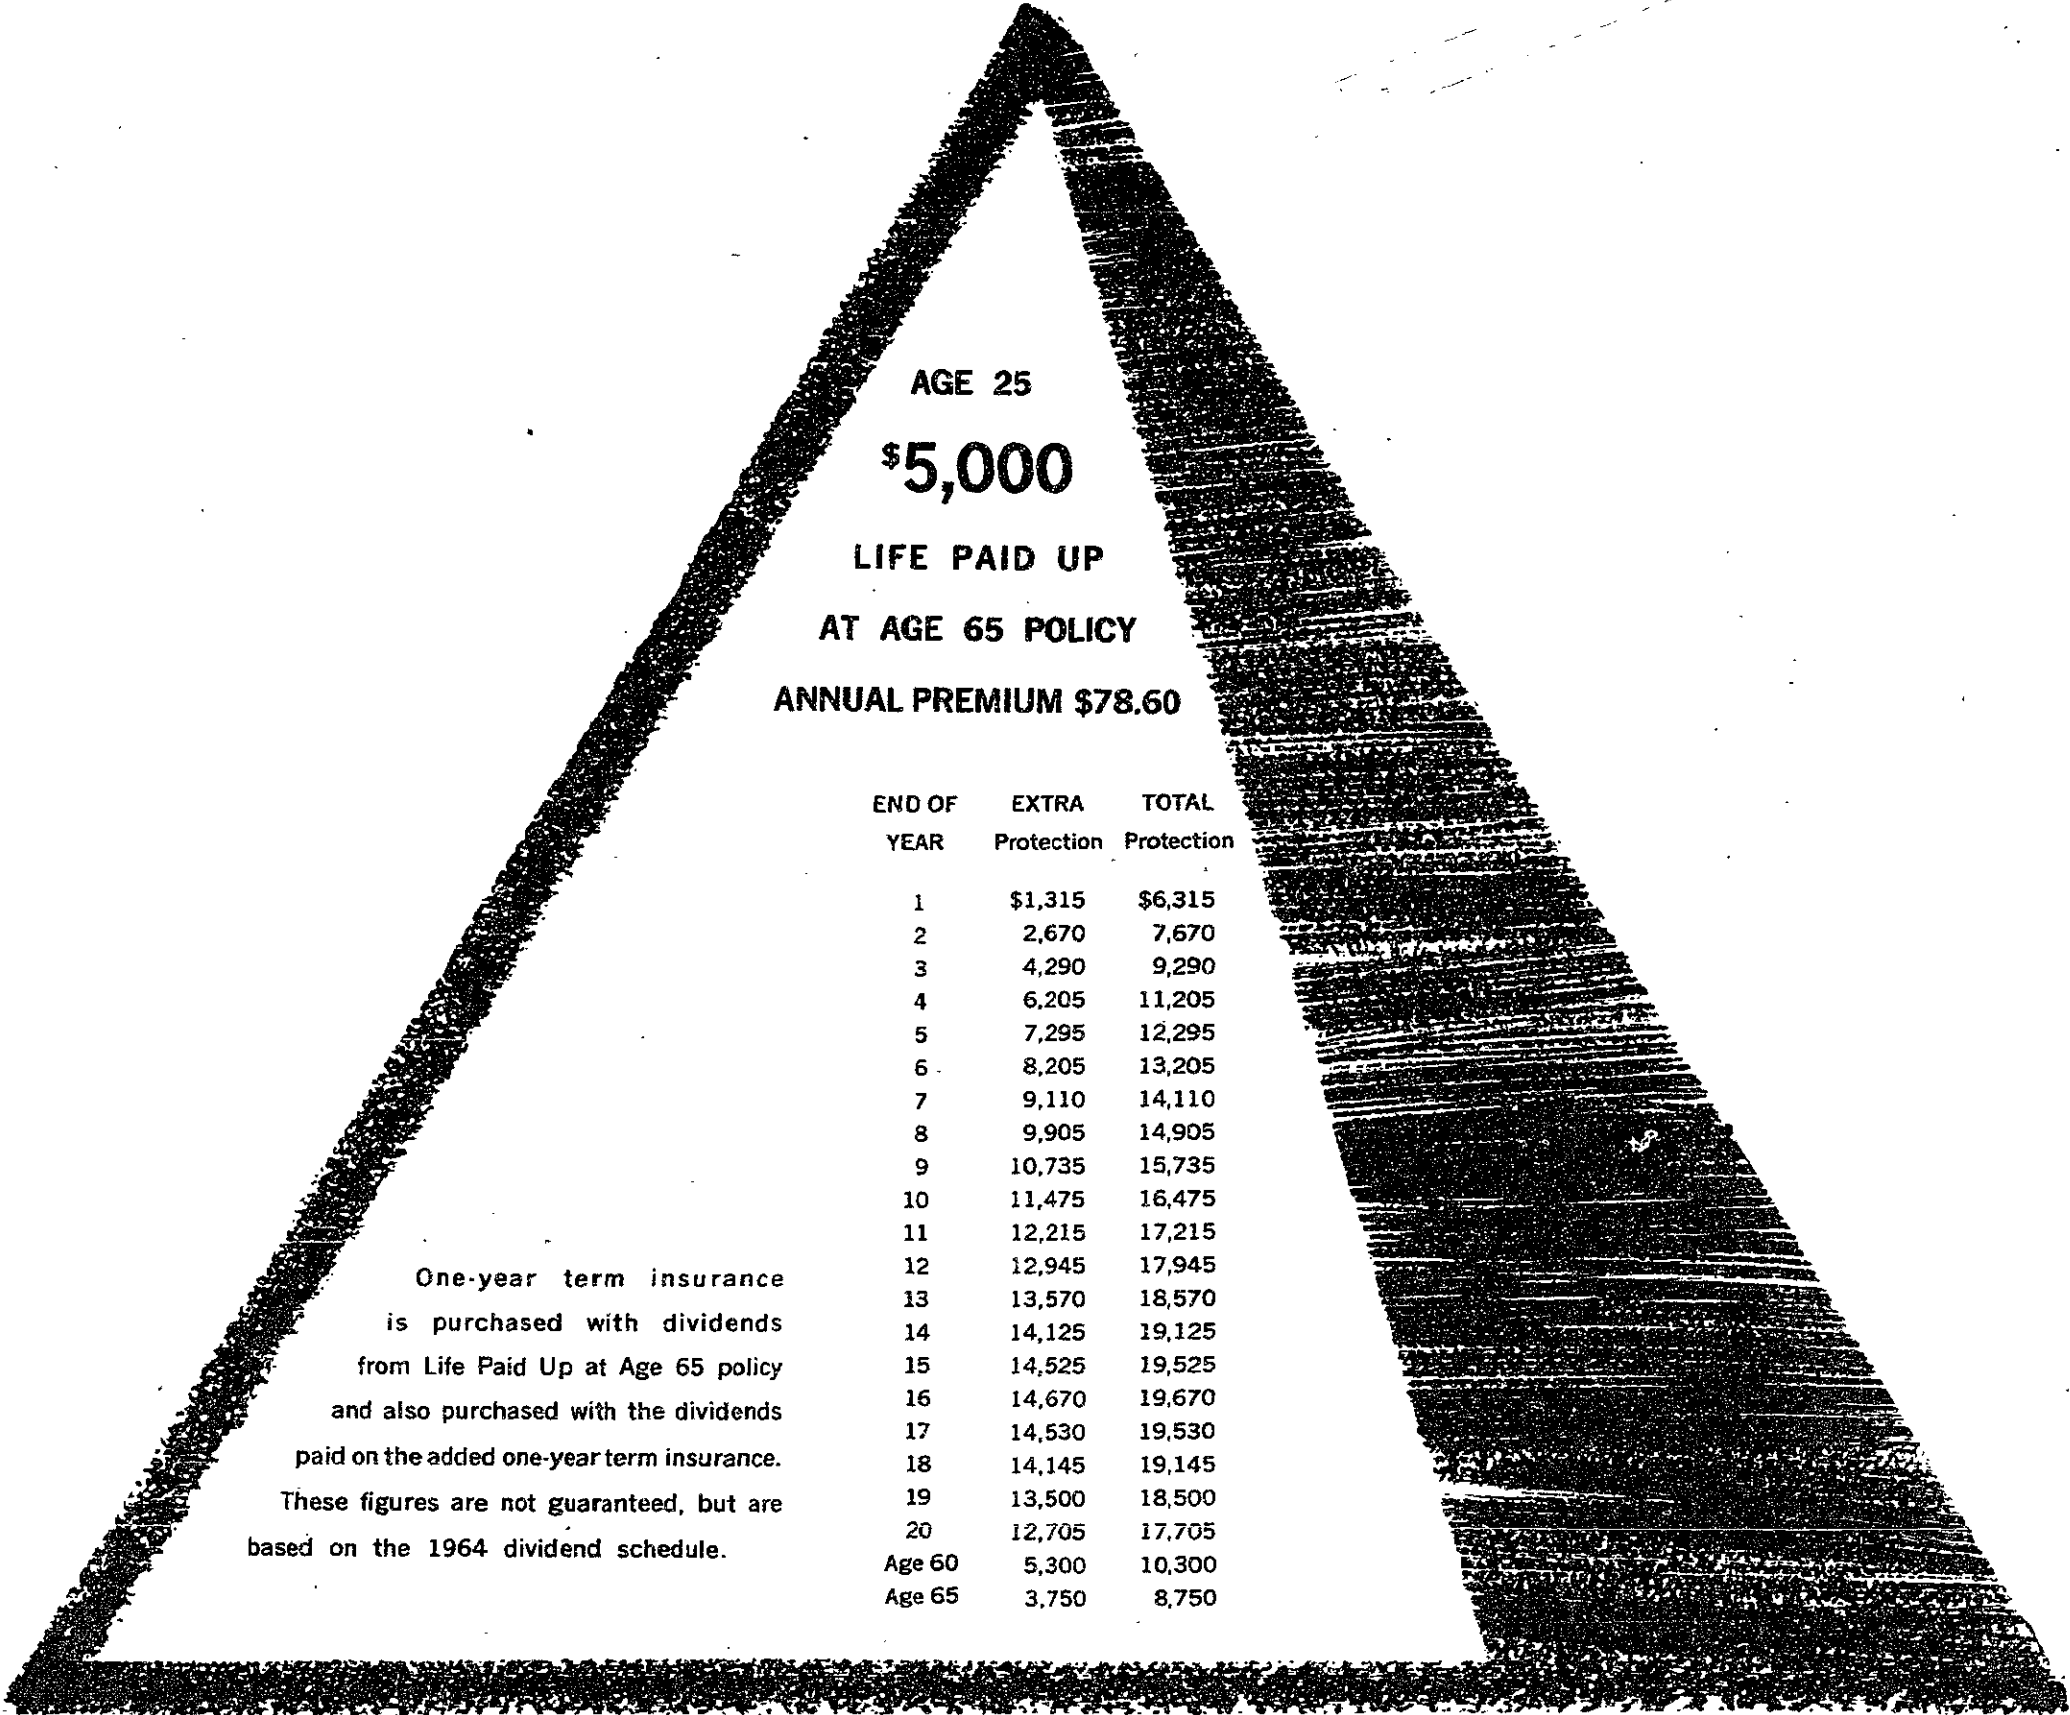 AGE 25
$5,000
LIFE PAID UP
AT AGE 65 POLICY
ANNUAL PREMIUM $78.60
END OF EXTRA TOTAL
YEAR Protection Protection
1 $1,315 $6,315
2 2,670 7,670
3 4,290 9,290
4 6,205 11,205
5 7,295 12,295
6 8,205 13,205
7 9,110 14,110
8 9,905 14,905
9 10,735 15,735
10 11,475 16,475
11 12,215 17,215
12 12,945 17,945
13 13,570 18,570
14 14,125 19,125
15 14,525 19,525
16 14,670 19,670
17 14,530 19,530
18 14,145 19,145
19 13,500 18,500
20 12,705 17,705
Age 60 5,300 10,300
Age 65 3,750 8,750
One-year term insurance
is purchased with dividends
from Life Paid Up at Age 65 policy
and also purchased with the dividends
paid on the added one-year term insurance.
These figures are not guaranteed, but are
based on the 1964 dividend schedule.